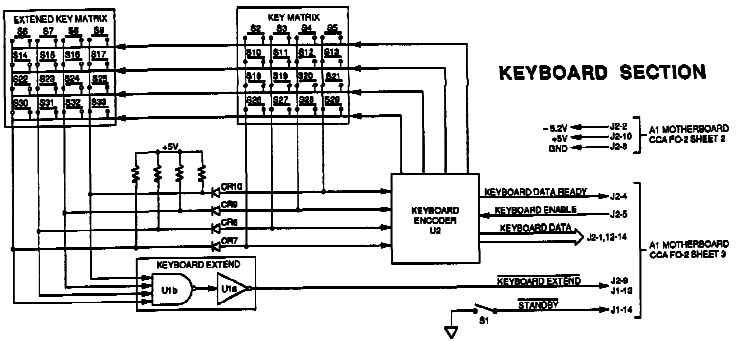 EXTENED KEY MATRIX
S6 S7 S8 S9
S14 S15 S16 S17
S22 S23 S24 S25
S30 S31 S32 S33
KEY MATRIX
S2 S3 S4 S5
S10 S11 S12 S13
S18 S19 S20 S21
S26 S27 S28 S29
KEYBOARD SECTION
-5.2V J2-2
+5V J2-10
GND J2-8
A1 MOTHERBOARD
CCA FO-2 SHEET 2
+5V
CR10
CR9
CR8
CR7
KEYBOARD
ENCODER
U2
KEYBOARD DATA READY J2-4
KEYBOARD ENABLE J2-5
KEYBOARD DATA J2-1,12-14
A1 MOTHERBOARD
CCA FO-2 SHEET 3
KEYBOARD EXTEND
U1b
U1a
KEYBOARD EXTEND J2-9
J1-13
S1
STANDBY J1-14